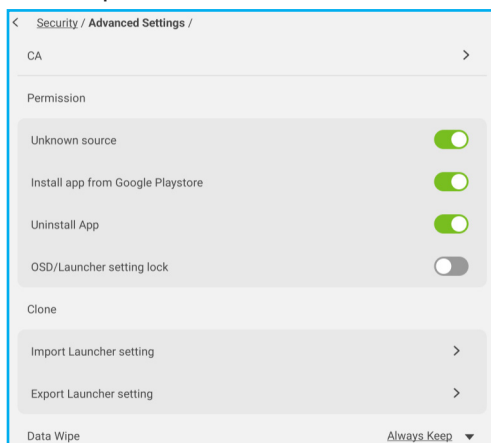 Security / Advanced Settings /
CA
Permission
Unknown source
Install app from Google Playstore
Uninstall App
OSD/Launcher setting lock
Clone
Import Launcher setting
Export Launcher setting
Data Wipe Always Keep